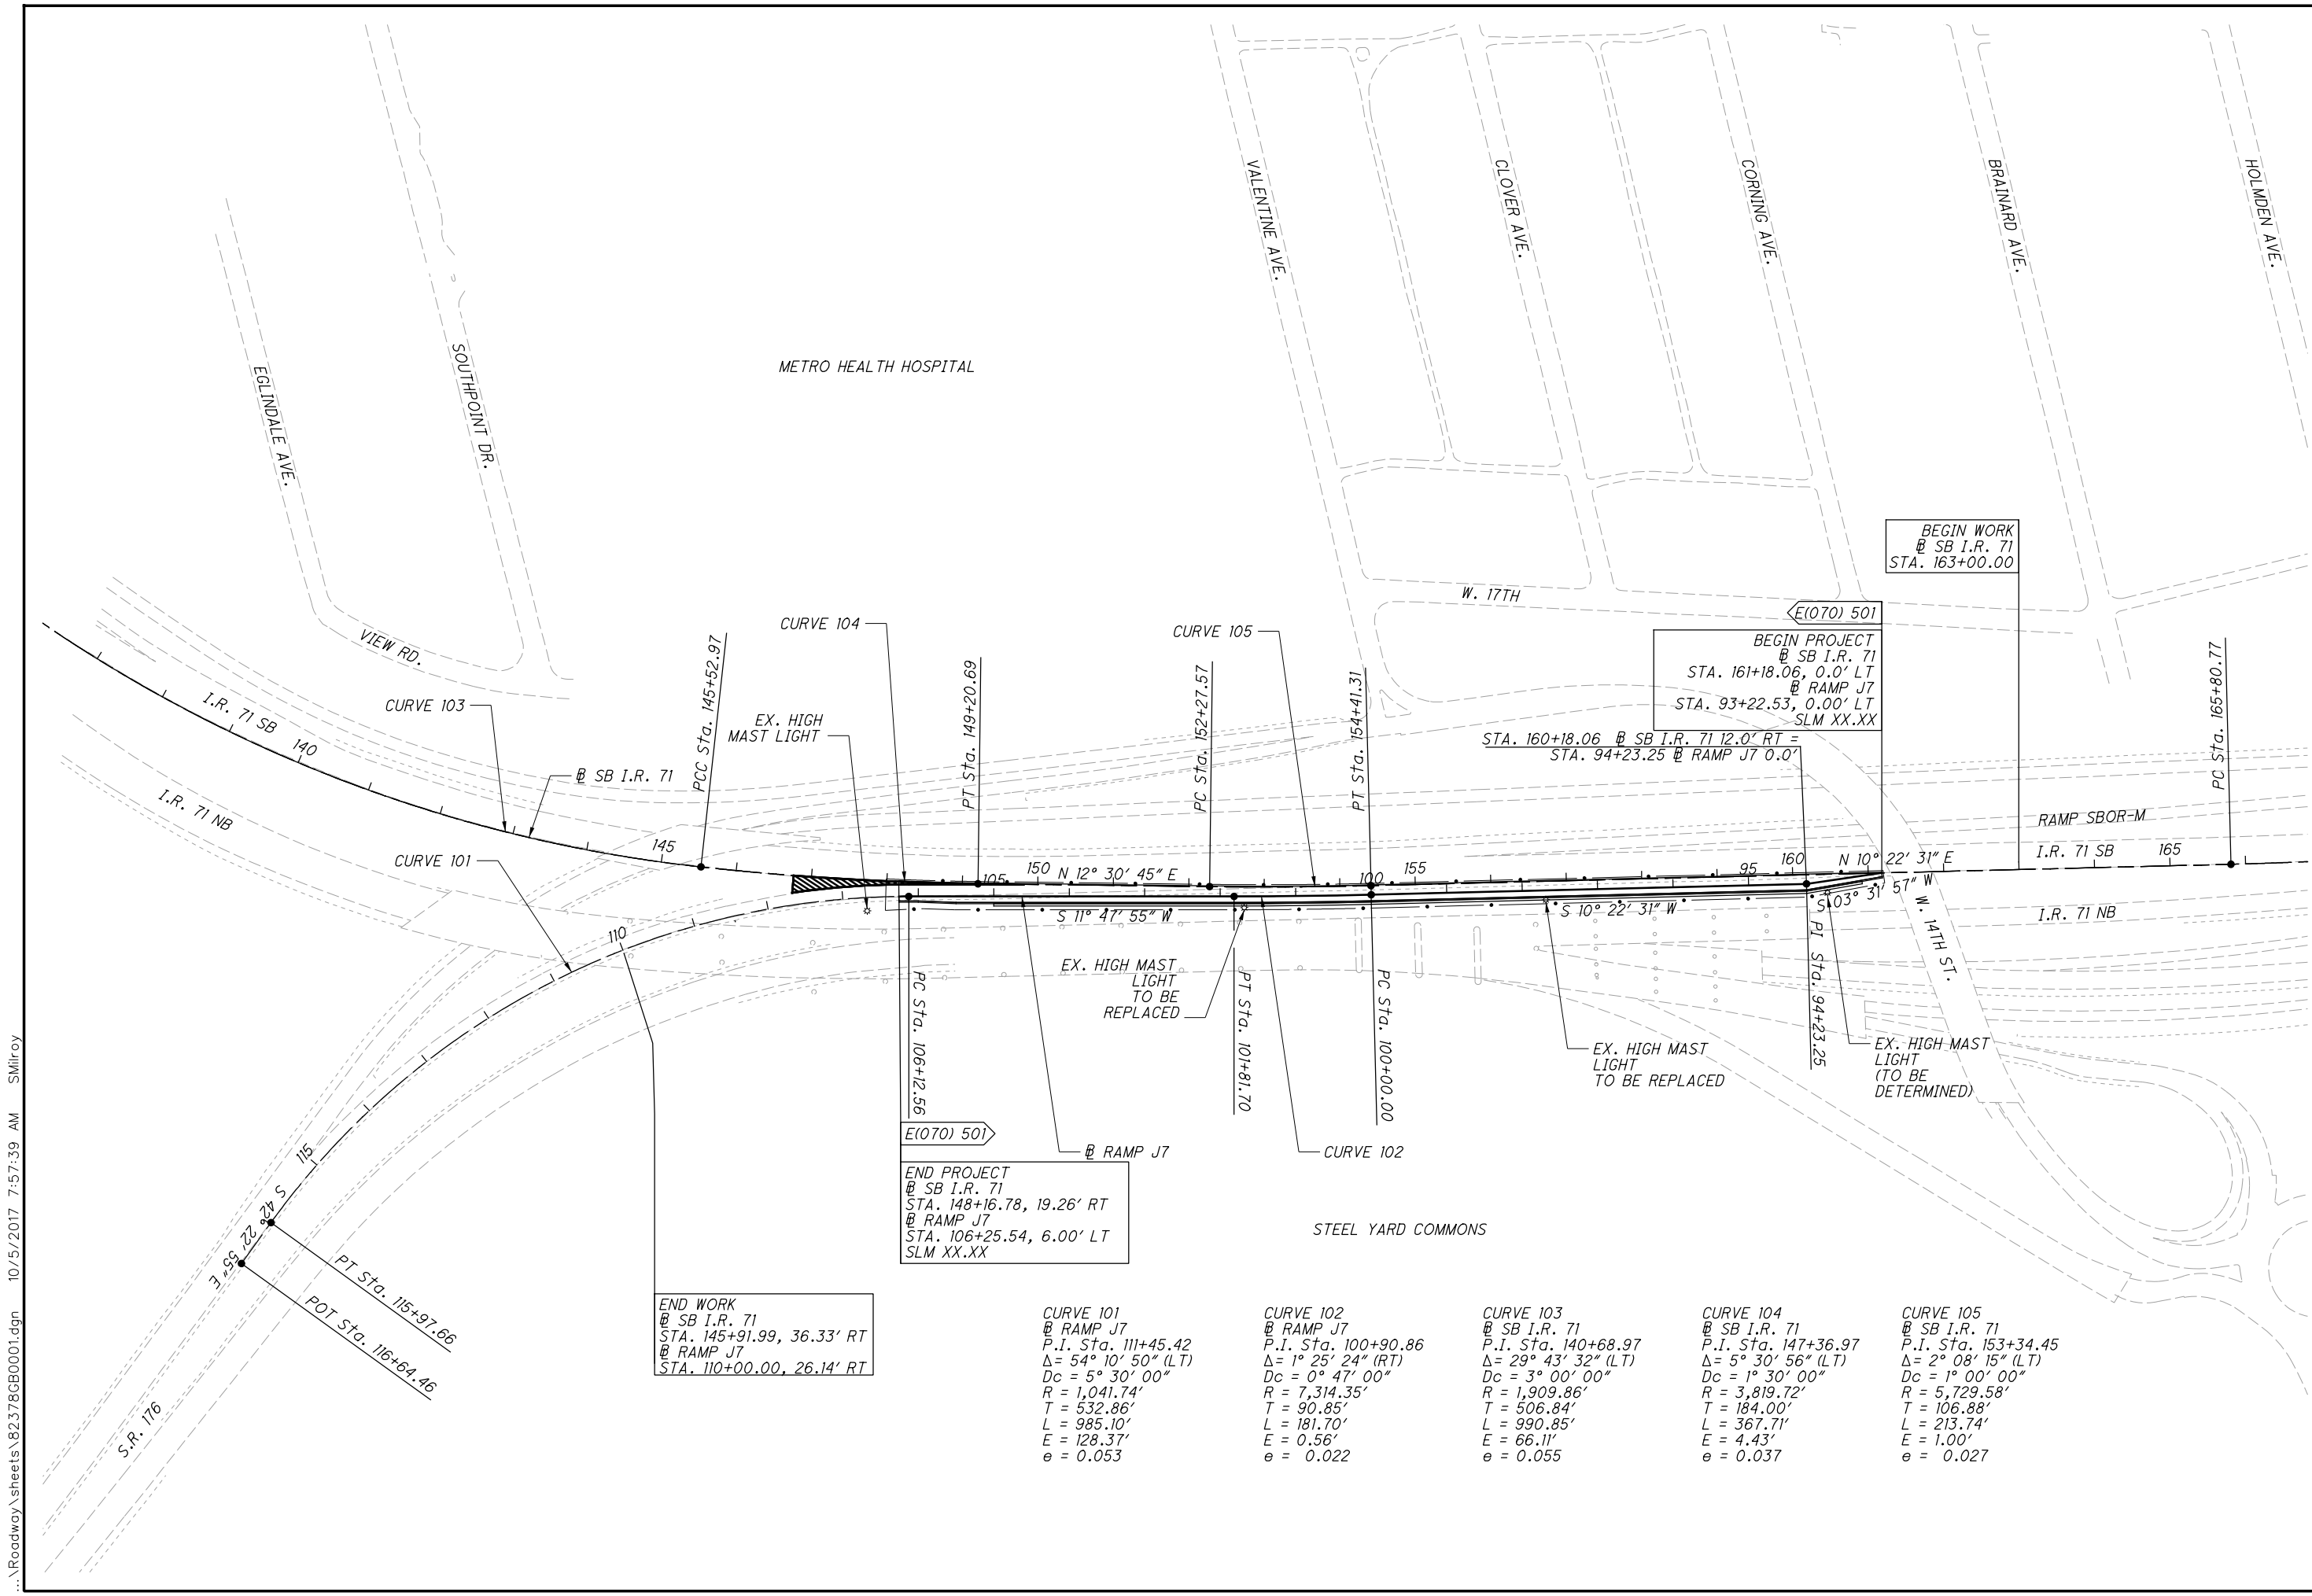 VALENTINE AVE.
CLOVER AVE.
CORNING AVE.
BRAINARD AVE.
HOLMDEN AVE.
EGLINDALE AVE.
SOUTHPOINT DR.
METRO HEALTH HOSPITAL
VIEW RD.
W. 17TH
BEGIN WORK
℄ SB I.R. 71
STA. 163+00.00
E(070) 501
BEGIN PROJECT
℄ SB I.R. 71
STA. 161+18.06, 0.0' LT
℄ RAMP J7
STA. 93+22.53, 0.00' LT
SLM XX.XX
STA. 160+18.06 ℄ SB I.R. 71 12.0' RT =
STA. 94+23.25 ℄ RAMP J7 0.0'
CURVE 104
CURVE 105
CURVE 103
EX. HIGH
MAST LIGHT
PCC Sta. 145+52.97
PT Sta. 149+20.69
PC Sta. 152+27.57
PT Sta. 154+41.31
PC Sta. 165+80.77
I.R. 71 SB
140
℄ SB I.R. 71
I.R. 71 NB
CURVE 101
145
150
N 12° 30' 45" E
155
160
N 10° 22' 31" E
I.R. 71 SB
165
RAMP SBOR-M
105
100
95
S 11° 47' 55" W
S 10° 22' 31" W
S 03° 31' 57" W
I.R. 71 NB
W. 14TH ST.
110
115
EX. HIGH MAST
LIGHT
TO BE
REPLACED
PC Sta. 106+12.56
PT Sta. 101+81.70
PC Sta. 100+00.00
PI Sta. 94+23.25
EX. HIGH MAST
LIGHT
TO BE REPLACED
EX. HIGH MAST
LIGHT
(TO BE
DETERMINED)
E(070) 501
℄ RAMP J7
CURVE 102
END PROJECT
℄ SB I.R. 71
STA. 148+16.78, 19.26' RT
℄ RAMP J7
STA. 106+25.54, 6.00' LT
SLM XX.XX
STEEL YARD COMMONS
S 42° 22' 55" E
PT Sta. 115+97.66
POT Sta. 116+64.46
S.R. 176
END WORK
℄ SB I.R. 71
STA. 145+91.99, 36.33' RT
℄ RAMP J7
STA. 110+00.00, 26.14' RT
CURVE 101
℄ RAMP J7
P.I. Sta. 111+45.42
Δ= 54° 10' 50" (LT)
Dc = 5° 30' 00"
R = 1,041.74'
T = 532.86'
L = 985.10'
E = 128.37'
e = 0.053
CURVE 102
℄ RAMP J7
P.I. Sta. 100+90.86
Δ= 1° 25' 24" (RT)
Dc = 0° 47' 00"
R = 7,314.35'
T = 90.85'
L = 181.70'
E = 0.56'
e = 0.022
CURVE 103
℄ SB I.R. 71
P.I. Sta. 140+68.97
Δ= 29° 43' 32" (LT)
Dc = 3° 00' 00"
R = 1,909.86'
T = 506.84'
L = 990.85'
E = 66.11'
e = 0.055
CURVE 104
℄ SB I.R. 71
P.I. Sta. 147+36.97
Δ= 5° 30' 56" (LT)
Dc = 1° 30' 00"
R = 3,819.72'
T = 184.00'
L = 367.71'
E = 4.43'
e = 0.037
CURVE 105
℄ SB I.R. 71
P.I. Sta. 153+34.45
Δ= 2° 08' 15" (LT)
Dc = 1° 00' 00"
R = 5,729.58'
T = 106.88'
L = 213.74'
E = 1.00'
e = 0.027
...\Roadway\sheets\82378GB0001.dgn 10/5/2017 7:57:39 AM SMilroy